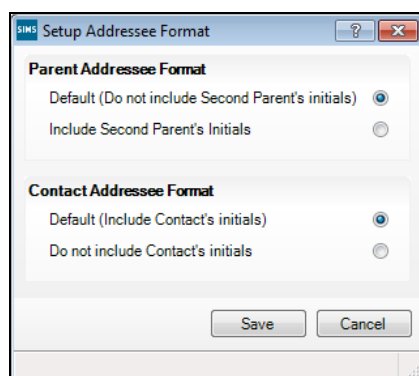 SIMS Setup Addressee Format ?
Parent Addressee Format
Default (Do not include Second Parent's initials)
Include Second Parent's Initials
Contact Addressee Format
Default (Include Contact's initials)
Do not include Contact's initials
Save Cancel